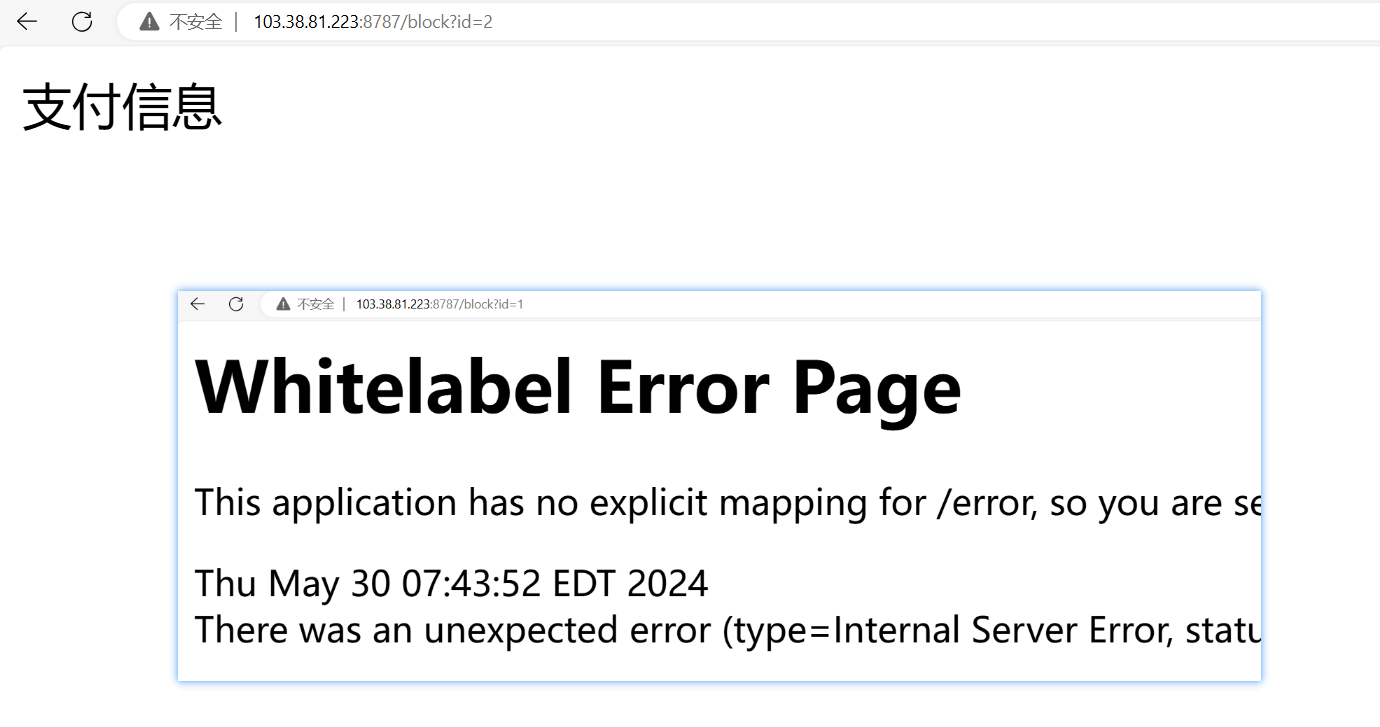 不安全 | 103.38.81.223:8787/block?id=2
支付信息
不安全 | 103.38.81.223:8787/block?id=1
Whitelabel Error Page
This application has no explicit mapping for /error, so you are
Thu May 30 07:43:52 EDT 2024
There was an unexpected error (type=Internal Server Error,